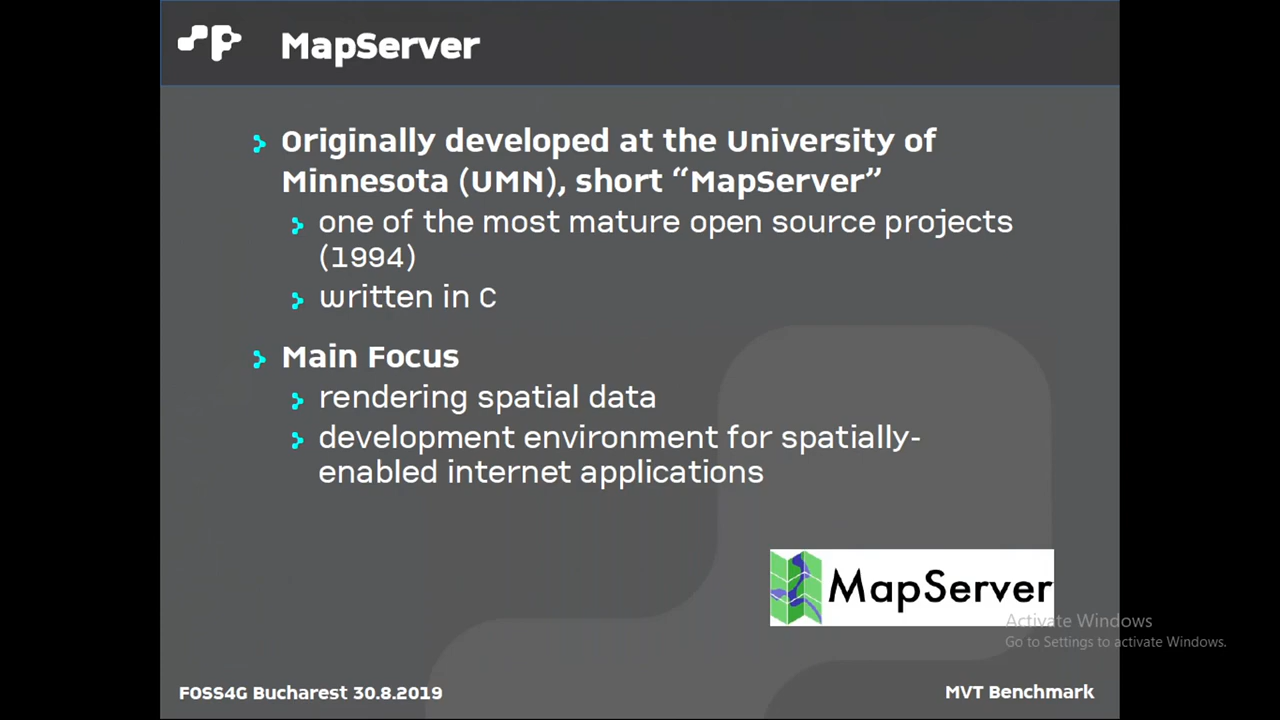 MapServer
Originally developed at the University of
Minnesota (UMN), short “MapServer”
one of the most mature open source projects
(1994)
written in C
Main Focus
rendering spatial data
development environment for spatially-
enabled internet applications
MapServer
Activate Windows
Go to Settings to activate Windows.
FOSS4G Bucharest 30.8.2019
MVT Benchmark